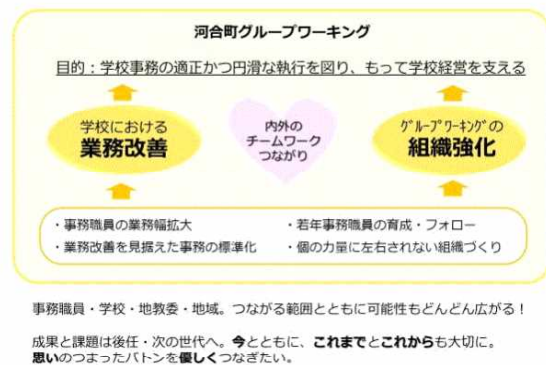 河合町グループワーキング
目的：学校事務の適正かつ円滑な執行を図り、もって学校経営を支える
学校における
業務改善
内外の
チームワーク
つながり
ｸﾞﾙｰﾌﾟﾜｰｷﾝｸﾞの
組織強化
・事務職員の業務幅拡大
・業務改善を見据えた事務の標準化
・若年事務職員の育成・フォロー
・個の力量に左右されない組織づくり
事務職員・学校・地教委・地域。つながる範囲とともに可能性もどんどん広がる！
成果と課題は後任・次の世代へ。今とともに、これまでとこれからも大切に。
思いのつまったバトンを優しくつなぎたい。